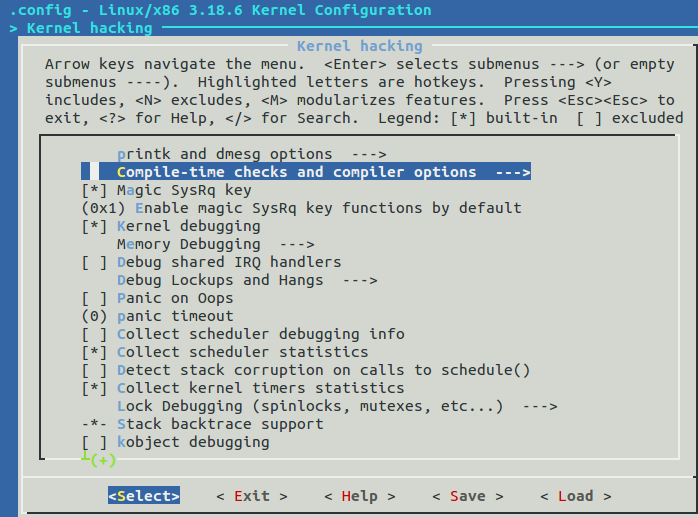 .config - Linux/x86 3.18.6 Kernel Configuration
> Kernel hacking
Kernel hacking
Arrow keys navigate the menu.  <Enter> selects submenus ---> (or empty
submenus ----).  Highlighted letters are hotkeys.  Pressing <Y>
includes, <N> excludes, <M> modularizes features.  Press <Esc><Esc> to
exit, <?> for Help, </> for Search.  Legend: [*] built-in  [ ] excluded
printk and dmesg options  --->
Compile-time checks and compiler options  --->
[*] Magic SysRq key
(0x1) Enable magic SysRq key functions by default
[*] Kernel debugging
Memory Debugging  --->
[ ] Debug shared IRQ handlers
Debug Lockups and Hangs  --->
[ ] Panic on Oops
(0) panic timeout
[ ] Collect scheduler debugging info
[*] Collect scheduler statistics
[ ] Detect stack corruption on calls to schedule()
[*] Collect kernel timers statistics
Lock Debugging (spinlocks, mutexes, etc...)  --->
-*- Stack backtrace support
[ ] kobject debugging
(+)
<Select>    < Exit >    < Help >    < Save >    < Load >